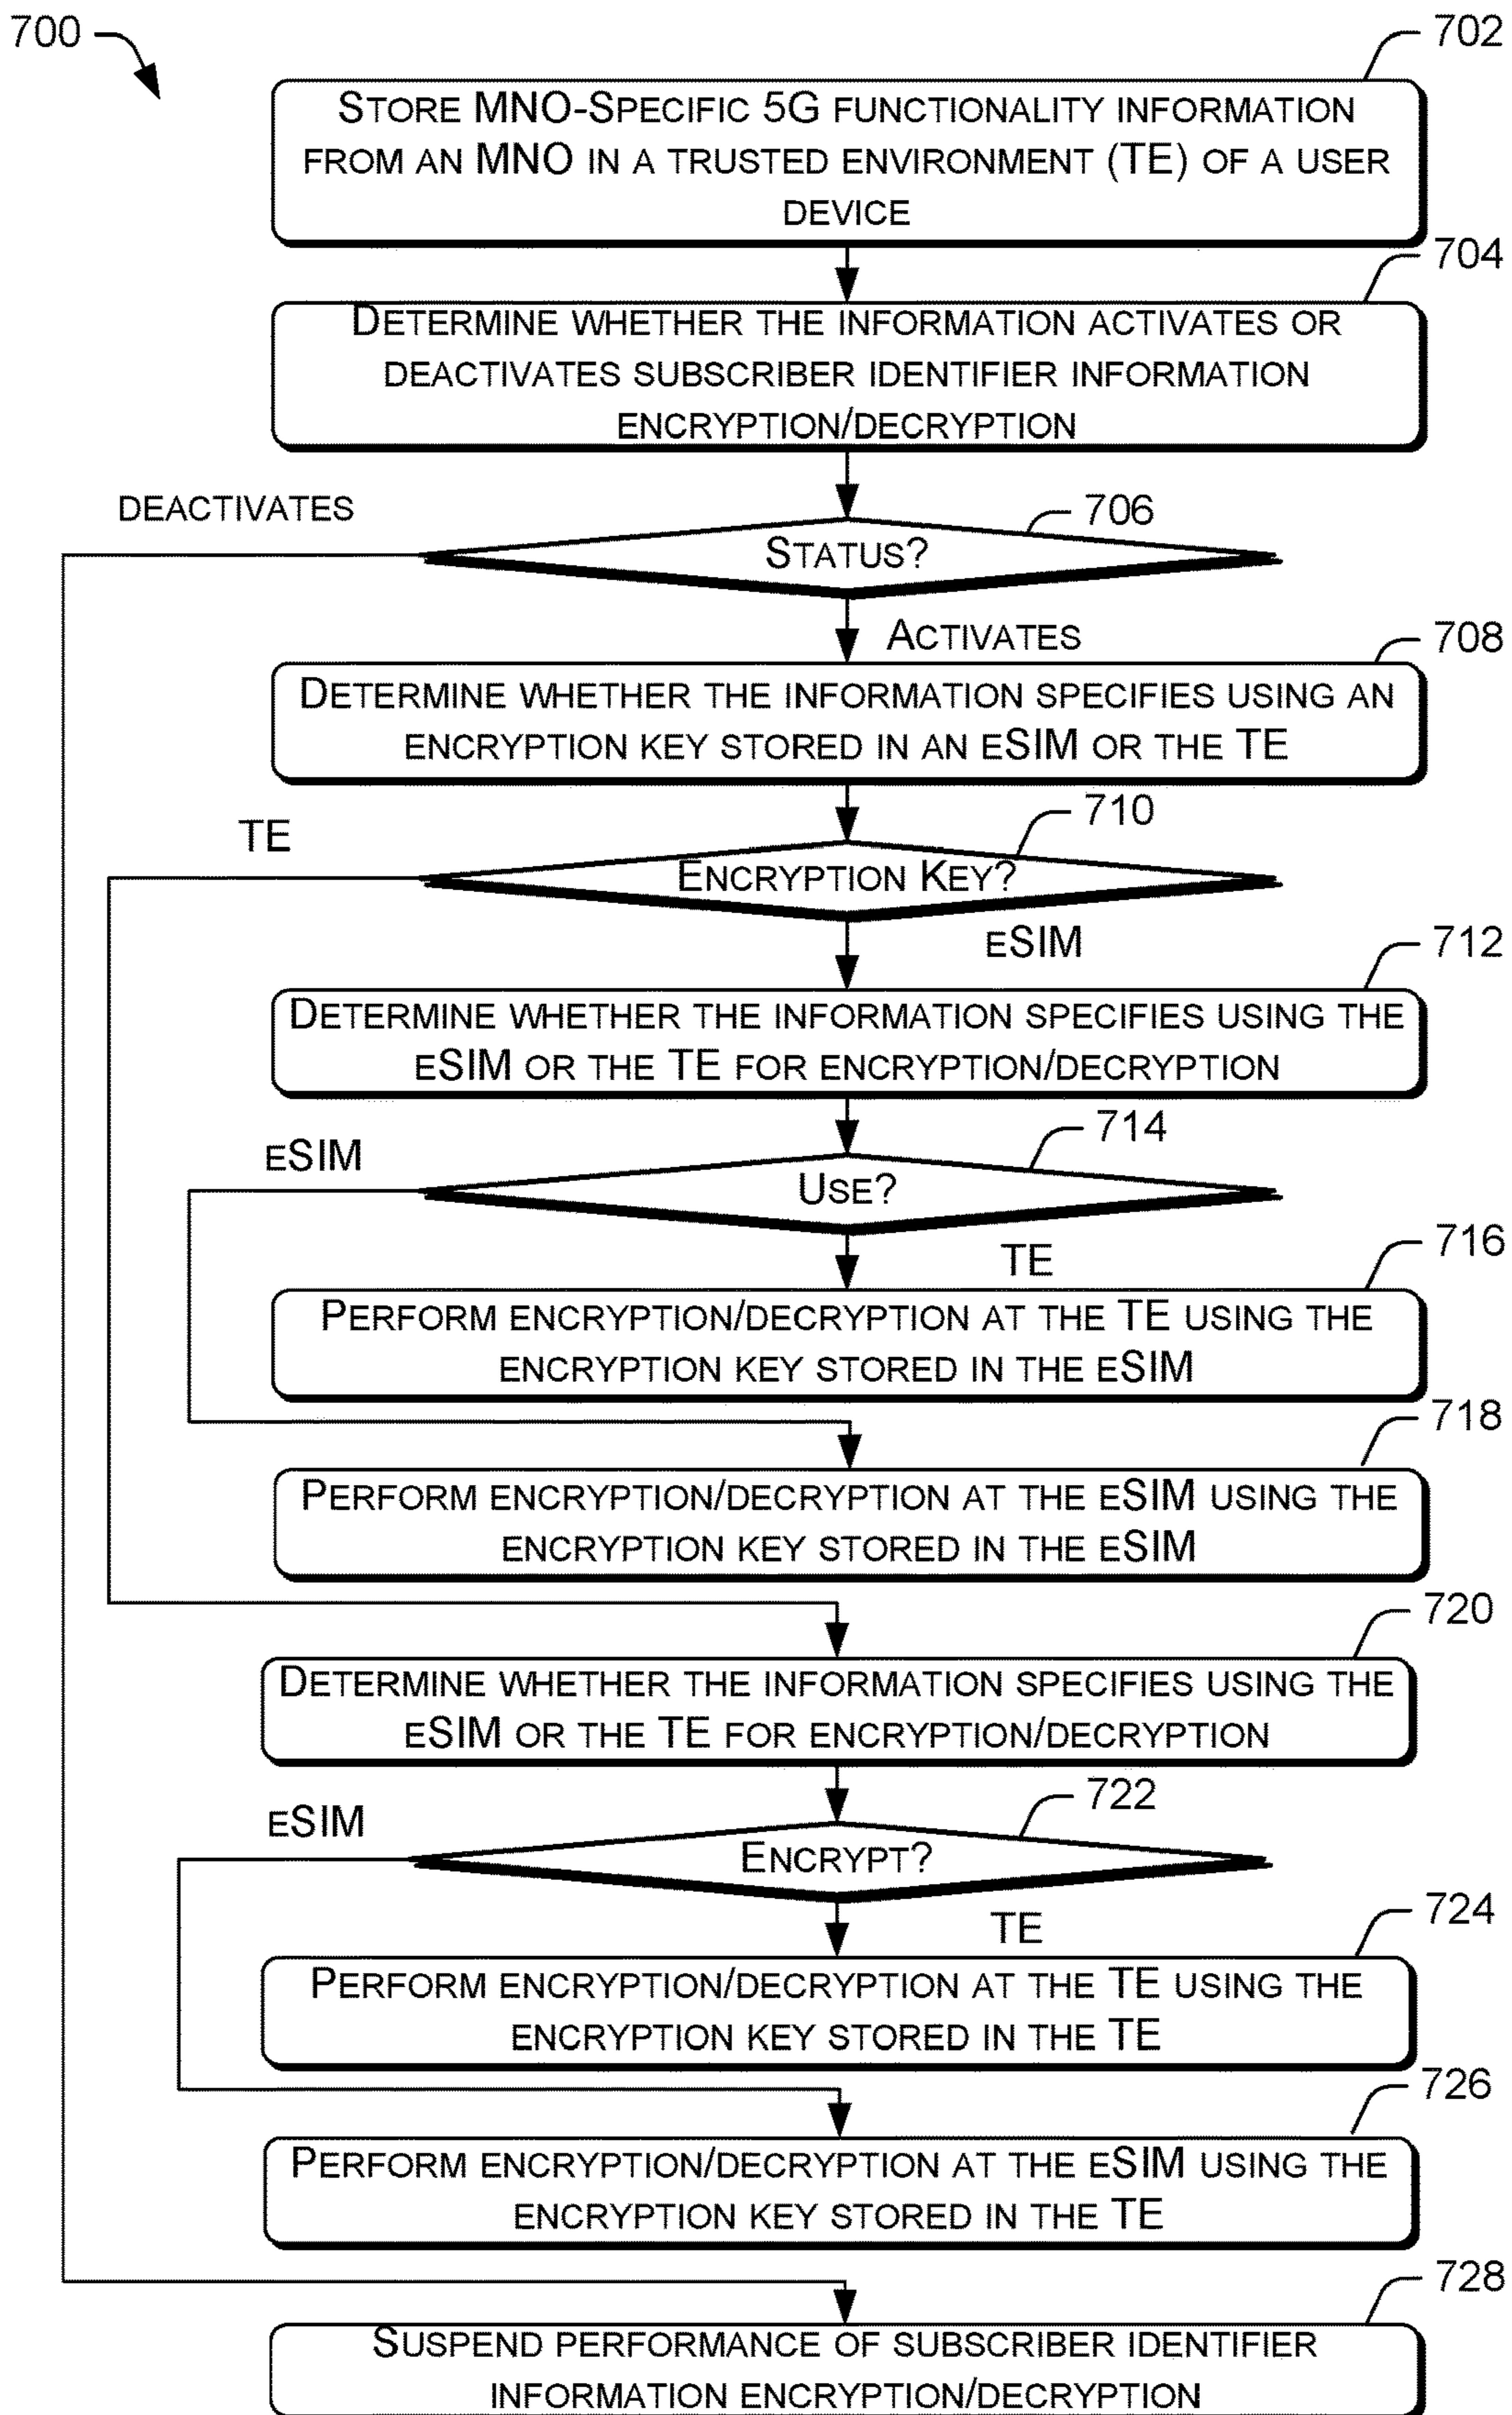 700
702
STORE MNO-SPECIFIC 5G FUNCTIONALITY INFORMATION
FROM AN MNO IN A TRUSTED ENVIRONMENT (TE) OF A USER
DEVICE
704
DETERMINE WHETHER THE INFORMATION ACTIVATES OR
DEACTIVATES SUBSCRIBER IDENTIFIER INFORMATION
ENCRYPTION/DECRYPTION
DEACTIVATES
706
STATUS?
ACTIVATES
708
DETERMINE WHETHER THE INFORMATION SPECIFIES USING AN
ENCRYPTION KEY STORED IN AN ESIM OR THE TE
TE
710
ENCRYPTION KEY?
ESIM
712
DETERMINE WHETHER THE INFORMATION SPECIFIES USING THE
ESIM OR THE TE FOR ENCRYPTION/DECRYPTION
ESIM
714
USE?
TE
716
PERFORM ENCRYPTION/DECRYPTION AT THE TE USING THE
ENCRYPTION KEY STORED IN THE ESIM
718
PERFORM ENCRYPTION/DECRYPTION AT THE ESIM USING THE
ENCRYPTION KEY STORED IN THE ESIM
720
DETERMINE WHETHER THE INFORMATION SPECIFIES USING THE
ESIM OR THE TE FOR ENCRYPTION/DECRYPTION
ESIM
722
ENCRYPT?
TE
724
PERFORM ENCRYPTION/DECRYPTION AT THE TE USING THE
ENCRYPTION KEY STORED IN THE TE
726
PERFORM ENCRYPTION/DECRYPTION AT THE ESIM USING THE
ENCRYPTION KEY STORED IN THE TE
728
SUSPEND PERFORMANCE OF SUBSCRIBER IDENTIFIER
INFORMATION ENCRYPTION/DECRYPTION